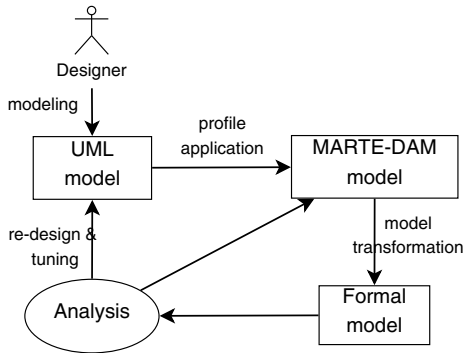 Designer
modeling
profile
application
UML
model
MARTE-DAM
model
re-design &
tuning
model
transformation
Analysis
Formal
model